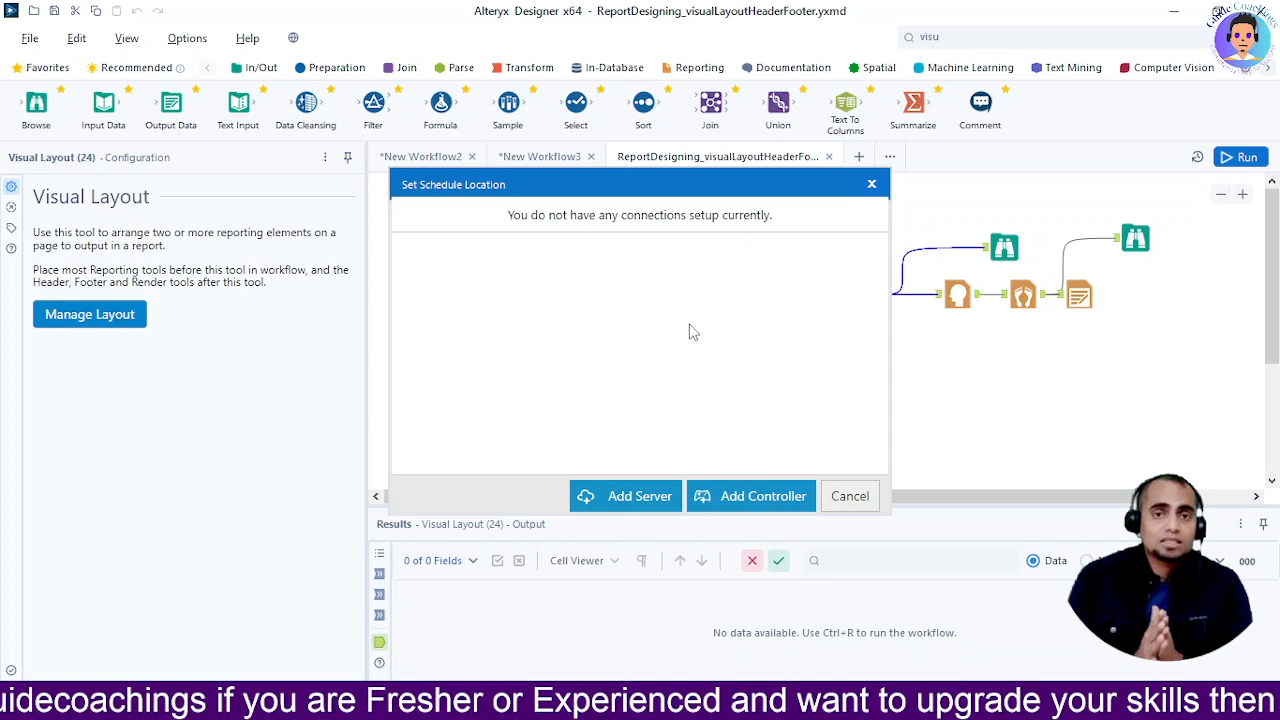 Alteryx Designer x64 - ReportDesigning_visualLayoutHeaderFooter.yxmd
File Edit View Options Help
visu
Favorites Recommended In/Out Preparation Join Parse Transform In-Database Reporting Documentation Spatial Machine Learning Text Mining Computer Vision
Browse Input Data Output Data Text Input Data Cleansing Filter Formula Sample Select Sort Join Union Text To Columns Summarize Comment
Visual Layout (24) - Configuration
*New Workflow2 *New Workflow3 ReportDesigning_visualLayoutHeaderFo... Run
Visual Layout
Use this tool to arrange two or more reporting elements on a
page to output in a report.
Place most Reporting tools before this tool in workflow, and the
Header, Footer and Render tools after this tool.
Manage Layout
Set Schedule Location
You do not have any connections setup currently.
Add Server Add Controller Cancel
Results - Visual Layout (24) - Output
0 of 0 Fields Cell Viewer Data 000
No data available. Use Ctrl+R to run the workflow.
uidecoachings if you are Fresher or Experienced and want to upgrade your skills then